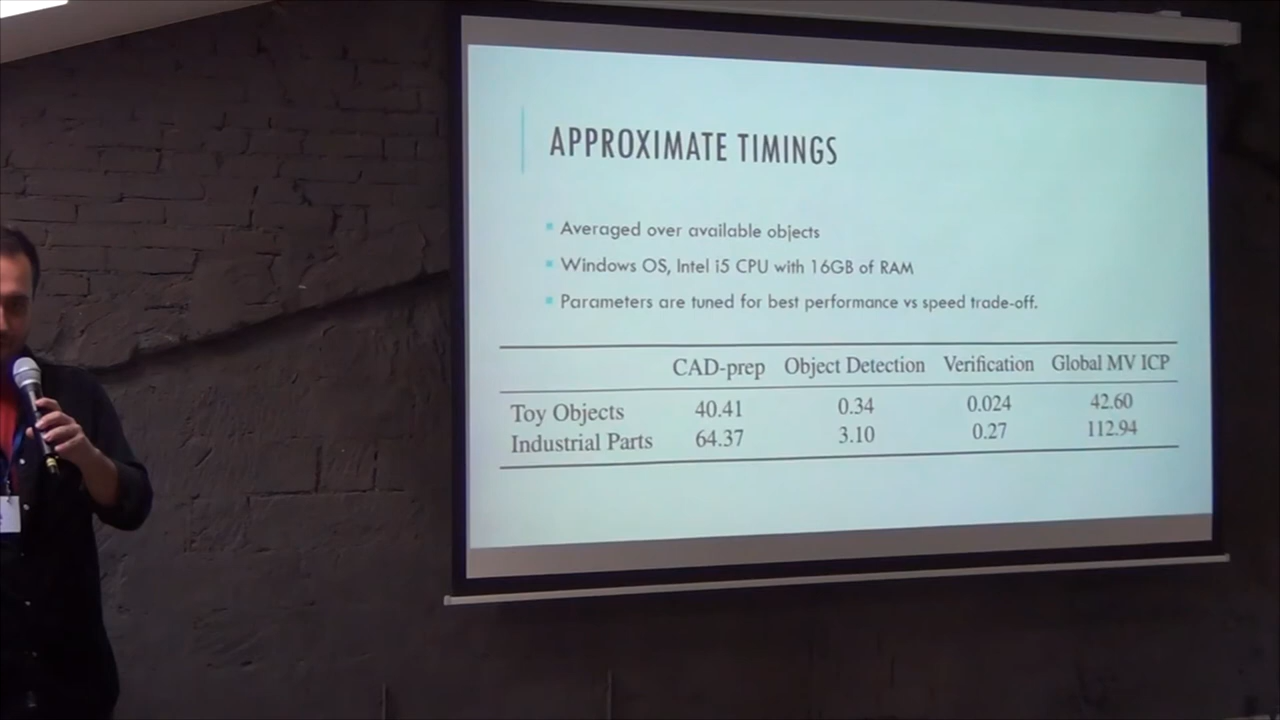 APPROXIMATE TIMINGS
Averaged over available objects
Windows OS, Intel i5 CPU with 16GB of RAM
Parameters are tuned for best performance vs speed trade-off.
CAD-prep Object Detection Verification Global MV ICP
Toy Objects 40.41 0.34 0.024 42.60
Industrial Parts 64.37 3.10 0.27 112.94